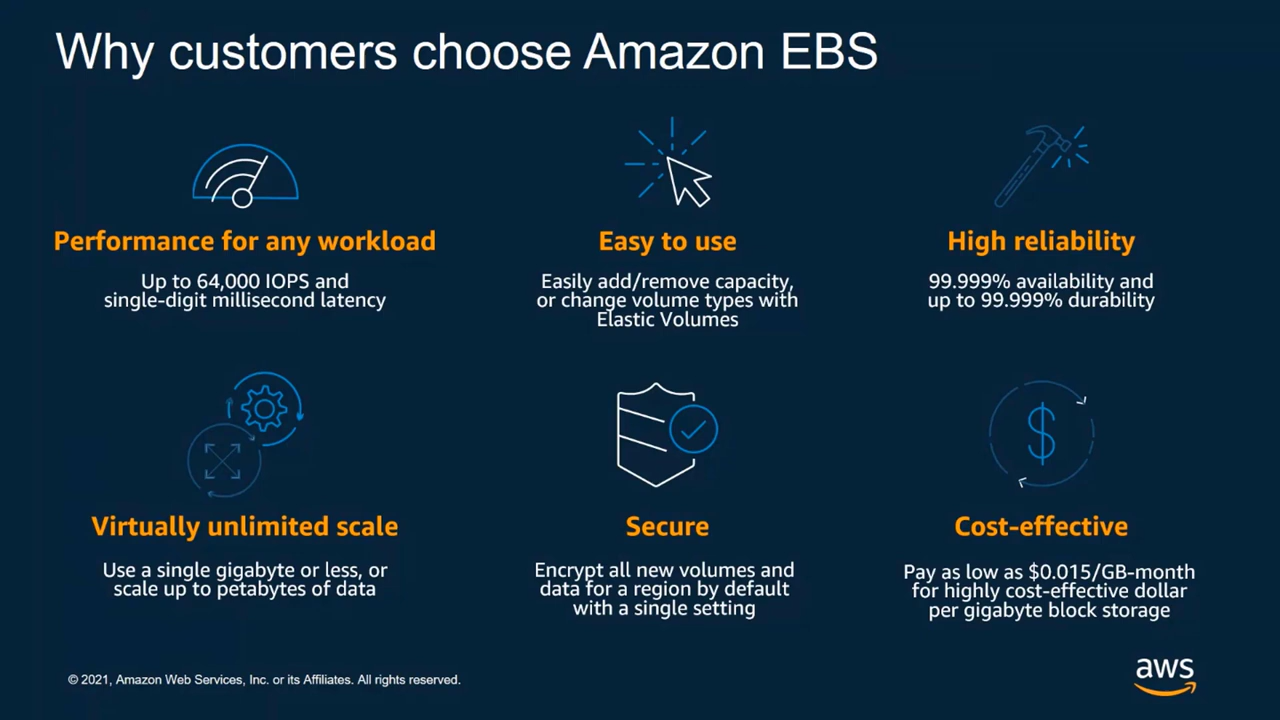 Why customers choose Amazon EBS
Performance for any workload
Up to 64,000 IOPS and
single-digit millisecond latency
Easy to use
Easily add/remove capacity,
or change volume types with
Elastic Volumes
High reliability
99.999% availability and
up to 99.999% durability
Virtually unlimited scale
Use a single gigabyte or less, or
scale up to petabytes of data
Secure
Encrypt all new volumes and
data for a region by default
with a single setting
Cost-effective
Pay as low as $0.015/GB-month
for highly cost-effective dollar
per gigabyte block storage
© 2021, Amazon Web Services, Inc. or its Affiliates. All rights reserved.
aws